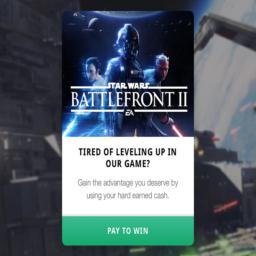 STAR WARS
BATTLEFRONT II
EA
TIRED OF LEVELING UP IN
OUR GAME?
Gain the advantage you deserve by
using your hard earned cash.
PAY TO WIN